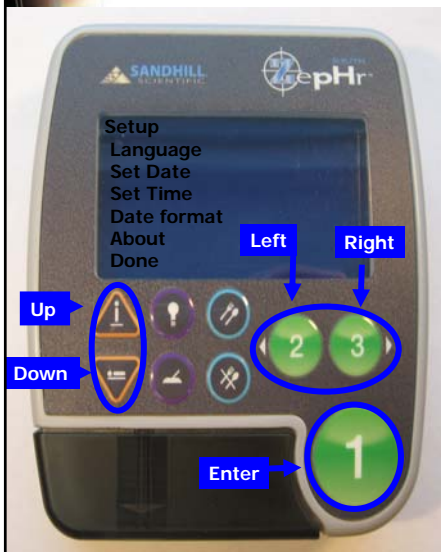 SANDHILL
SCIENTIFIC
ZepHr
Setup
Language
Set Date
Set Time
Date format
About
Done
Left
Right
Up
2
3
Down
Enter
1